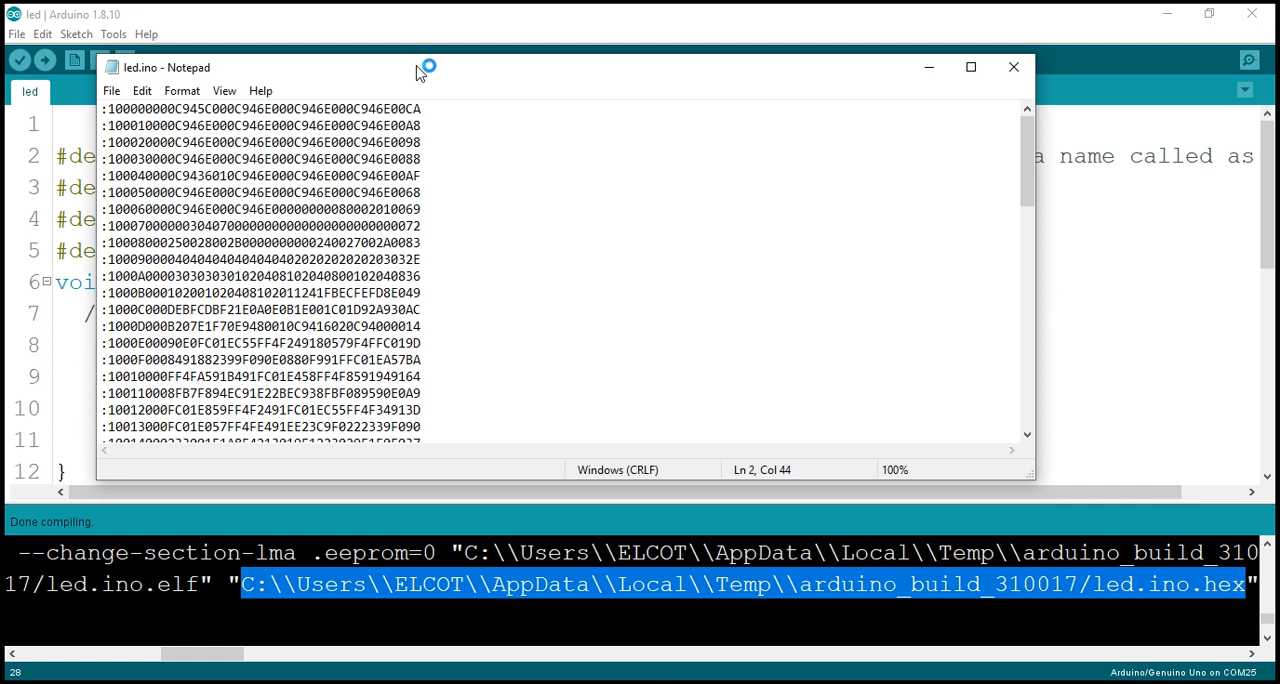 led | Arduino 1.8.10
File Edit Sketch Tools Help
led.ino - Notepad
led
File Edit Format View Help
:100000000C945C000C946E000C946E000C946E00CA
:100010000C946E000C946E000C946E000C946E00A8
:100020000C946E000C946E000C946E000C946E0098
:100030000C946E000C946E000C946E000C946E0088
:100040000C9436010C946E000C946E000C946E00AF
:100050000C946E000C946E000C946E000C946E0068
:100060000C946E000C946E00000000080002010069
:100070000003040700000000000000000000000072
:10008000250028002B0000000000240027002A0083
:10009000040404040404040402020202020203032E
:1000A0000303030301020408102040800102040836
:1000B000102001020408102011241FBECFEFD8E049
:1000C000DEBFCDBF21E0A0E0B1E001C01D92A930AC
:1000D000B207E1F70E9480010C9416020C94000014
:1000E00090E0FC01EC55FF4F249180579F4FFC019D
:1000F0008491882399F090E0880F991FFC01EA57BA
:10010000FF4FA591B491FC01E458FF4F8591949164
:100110008FB7F894EC91E22BEC938FBF089590E0A9
:10012000FC01E859FF4F2491FC01EC55FF4F34913D
:10013000FC01E057FF4FE491EE23C9F0222339F090
1
2 #de a name called as
3 #de
4 #de
5 #de
6 voi
7 /
8
9
10
11
12 }
Windows (CRLF) Ln 2, Col 44 100%
Done compiling.
--change-section-lma .eeprom=0 "C:\\Users\\ELCOT\\AppData\\Local\\Temp\\arduino_build_310
17/led.ino.elf" "C:\\Users\\ELCOT\\AppData\\Local\\Temp\\arduino_build_310017/led.ino.hex"
28 Arduino/Genuino Uno on COM25